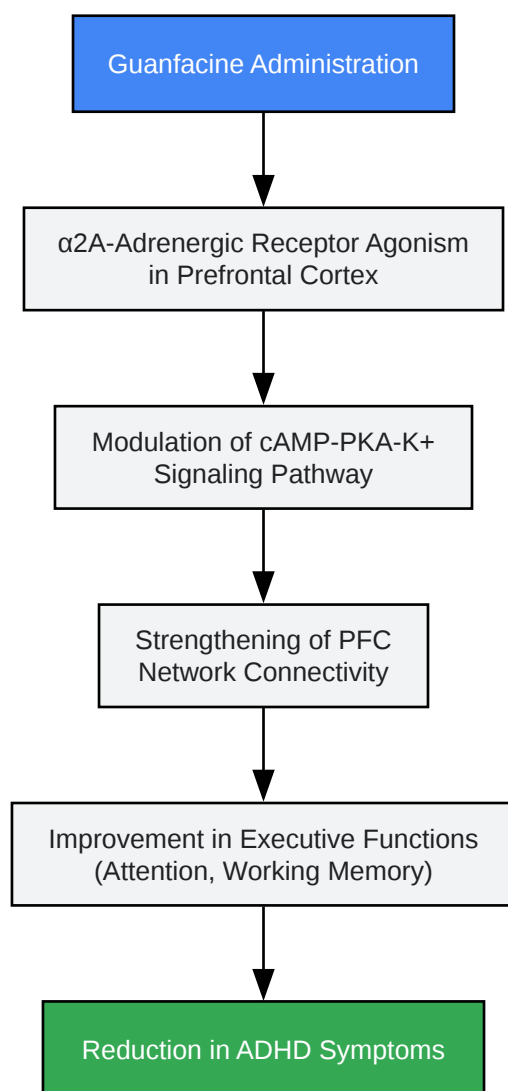 Guanfacine Administration
α2A-Adrenergic Receptor Agonism
in Prefrontal Cortex
Modulation of cAMP-PKA-K+
Signaling Pathway
Strengthening of PFC
Network Connectivity
Improvement in Executive Functions
(Attention, Working Memory)
Reduction in ADHD Symptoms